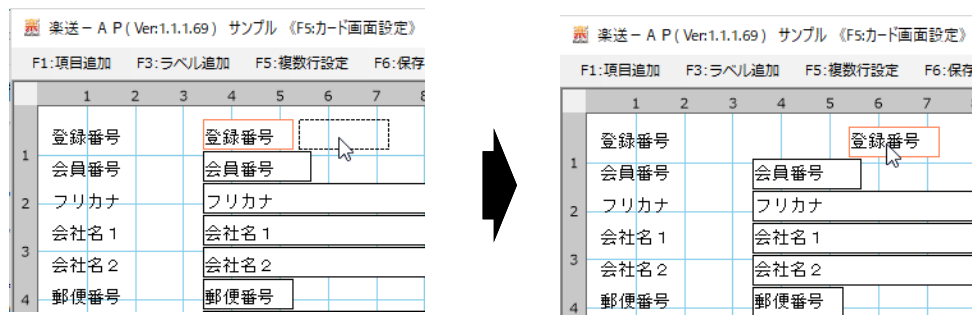 楽送－ＡＰ( Ver:1.1.1.69 ) サンプル 《F5:カード画面設定》
F1:項目追加 F3:ラベル追加 F5:複数行設定 F6:保存
1 2 3 4 5 6 7 8
登録番号 登録番号
1
会員番号 会員番号
2 フリカナ フリカナ
会社名１ 会社名１
3
会社名２ 会社名２
4 郵便番号 郵便番号
楽送－ＡＰ( Ver:1.1.1.69 ) サンプル 《F5:カード画面設定》
F1:項目追加 F3:ラベル追加 F5:複数行設定 F6:保存
1 2 3 4 5 6 7
登録番号 登録番号
1 会員番号 会員番号
2 フリカナ フリカナ
会社名１ 会社名１
3 会社名２ 会社名２
4 郵便番号 郵便番号